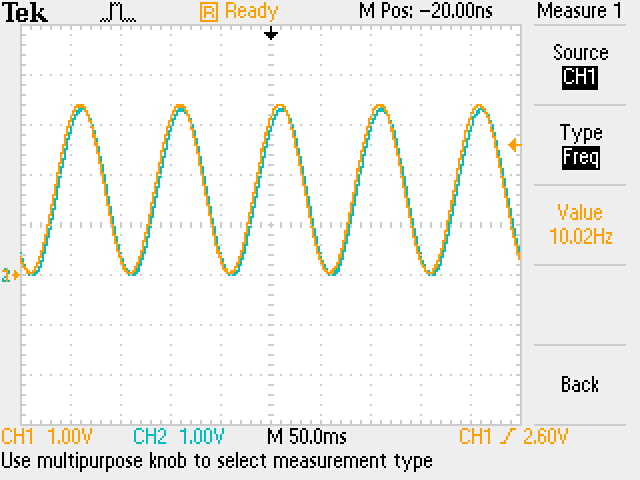 Tek R Ready M Pos: -20.00ns Measure 1
Source
CH1
Type
Freq
Value
10.02Hz
2
Back
CH1 1.00V CH2 1.00V M 50.0ms CH1 2.60V
Use multipurpose knob to select measurement type